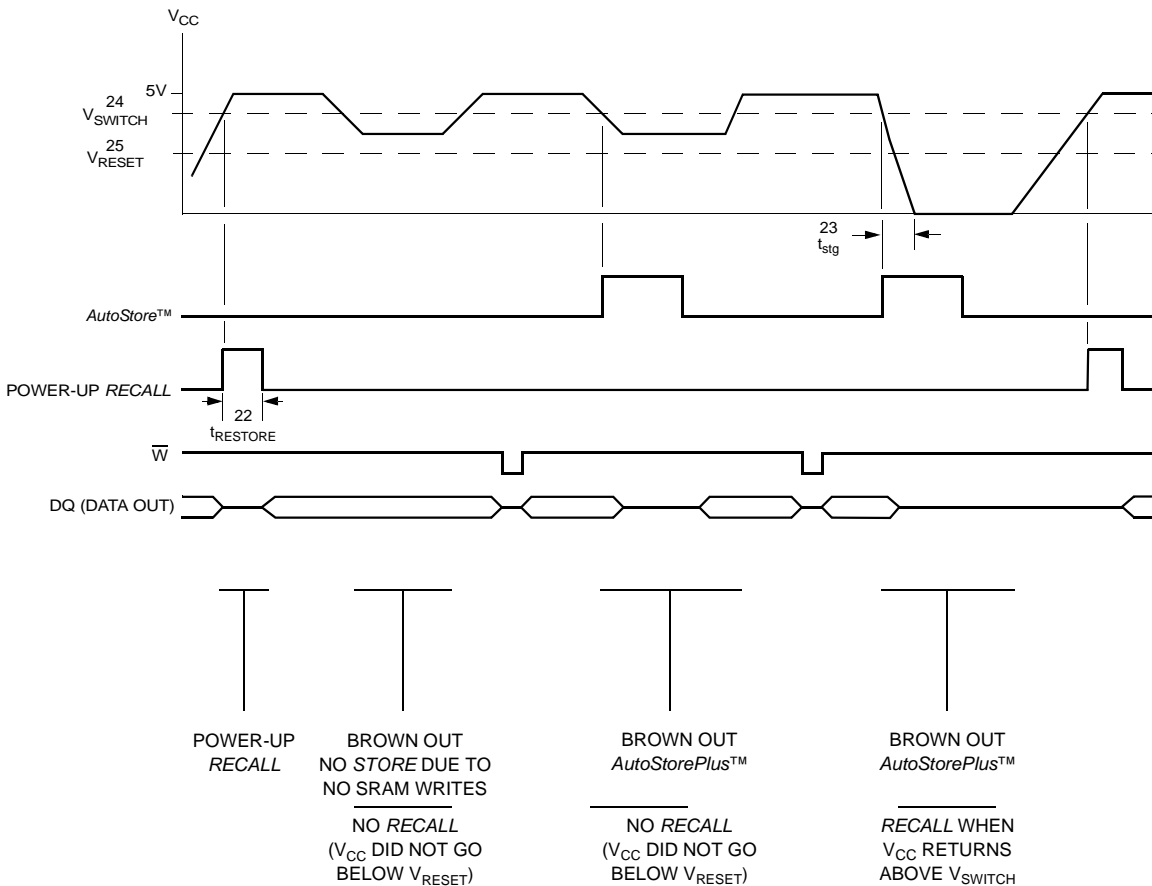 VCC
5V
24
VSWITCH
25
VRESET
23
tstg
AutoStore™
POWER-UP RECALL
22
tRESTORE
W
DQ (DATA OUT)
POWER-UP
RECALL
BROWN OUT
NO STORE DUE TO
NO SRAM WRITES
NO RECALL
(VCC DID NOT GO
BELOW VRESET)
BROWN OUT
AutoStorePlus™
NO RECALL
(VCC DID NOT GO
BELOW VRESET)
BROWN OUT
AutoStorePlus™
RECALL WHEN
VCC RETURNS
ABOVE VSWITCH